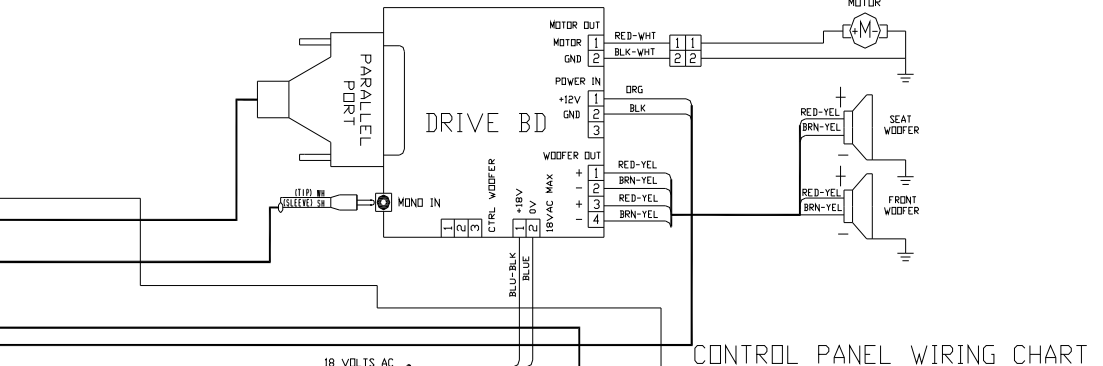 MOTOR
MOTOR OUT
MOTOR 1 RED-WHT 1 1
GND 2 BLK-WHT 2 2
+ M -
POWER IN
+12V 1 ORG
GND 2 BLK
3
PARALLEL
PORT
DRIVE BD
WOOFER OUT
+ 1 RED-YEL
- 2 BRN-YEL
+ 3 RED-YEL
- 4 BRN-YEL
+
RED-YEL
BRN-YEL
-
SEAT
WOOFER
+
RED-YEL
BRN-YEL
-
FRONT
WOOFER
(TIP) WH
(SLEEVE) SH
MONO IN
CTRL WOOFER
1 2 3
+18V
0V
18VAC MAX
1 2
BLU-BLK
BLUE
18 VOLTS AC
CONTROL PANEL WIRING CHART